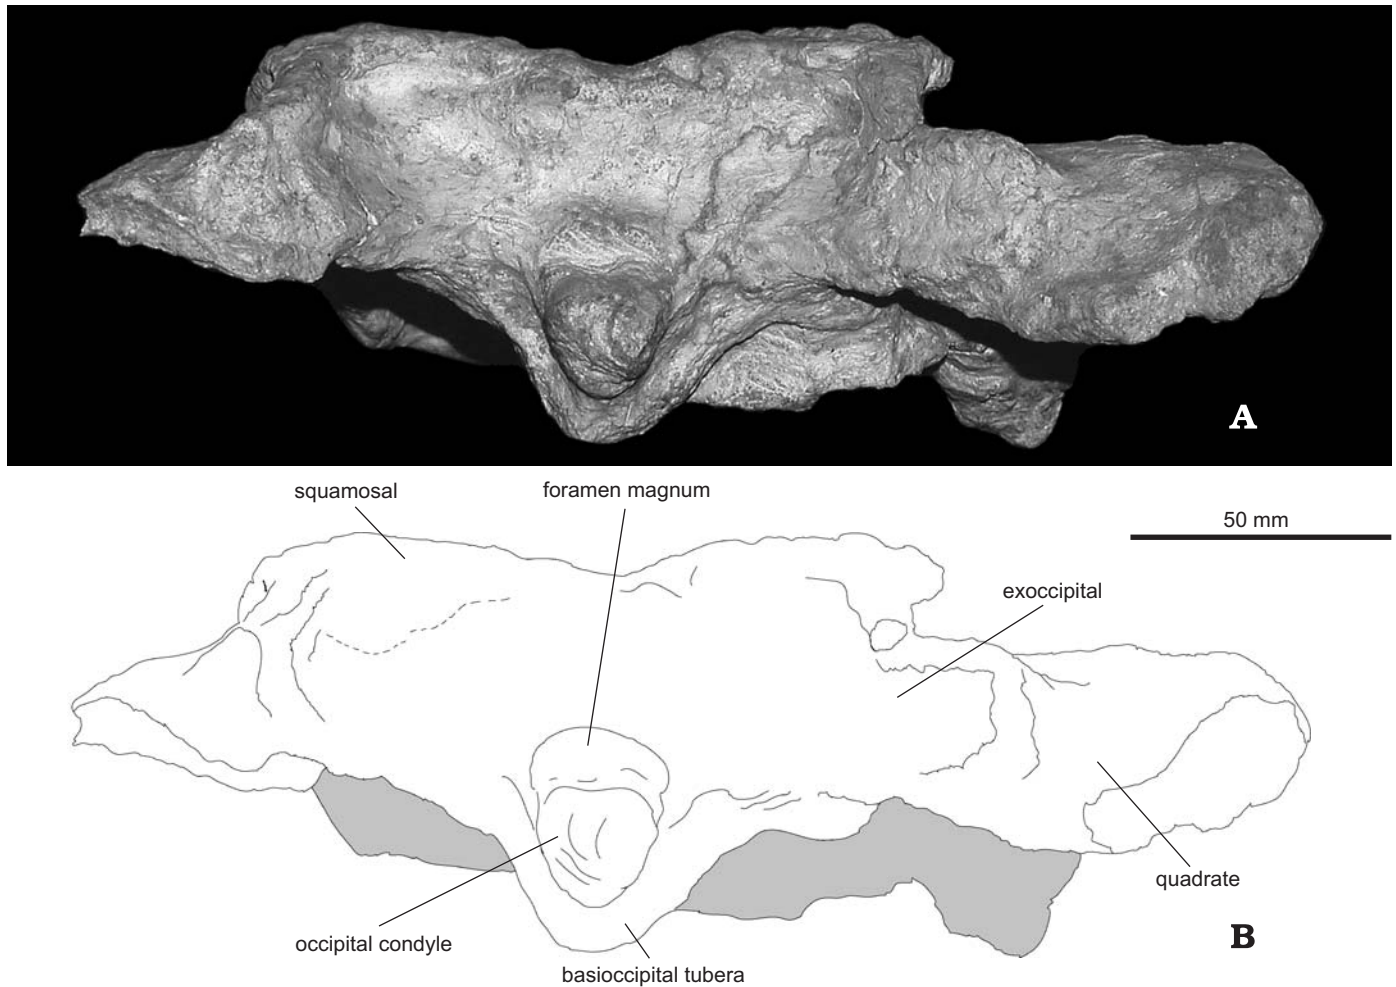 A
squamosal
foramen magnum
50 mm
exoccipital
quadrate
occipital condyle
B
basioccipital tubera